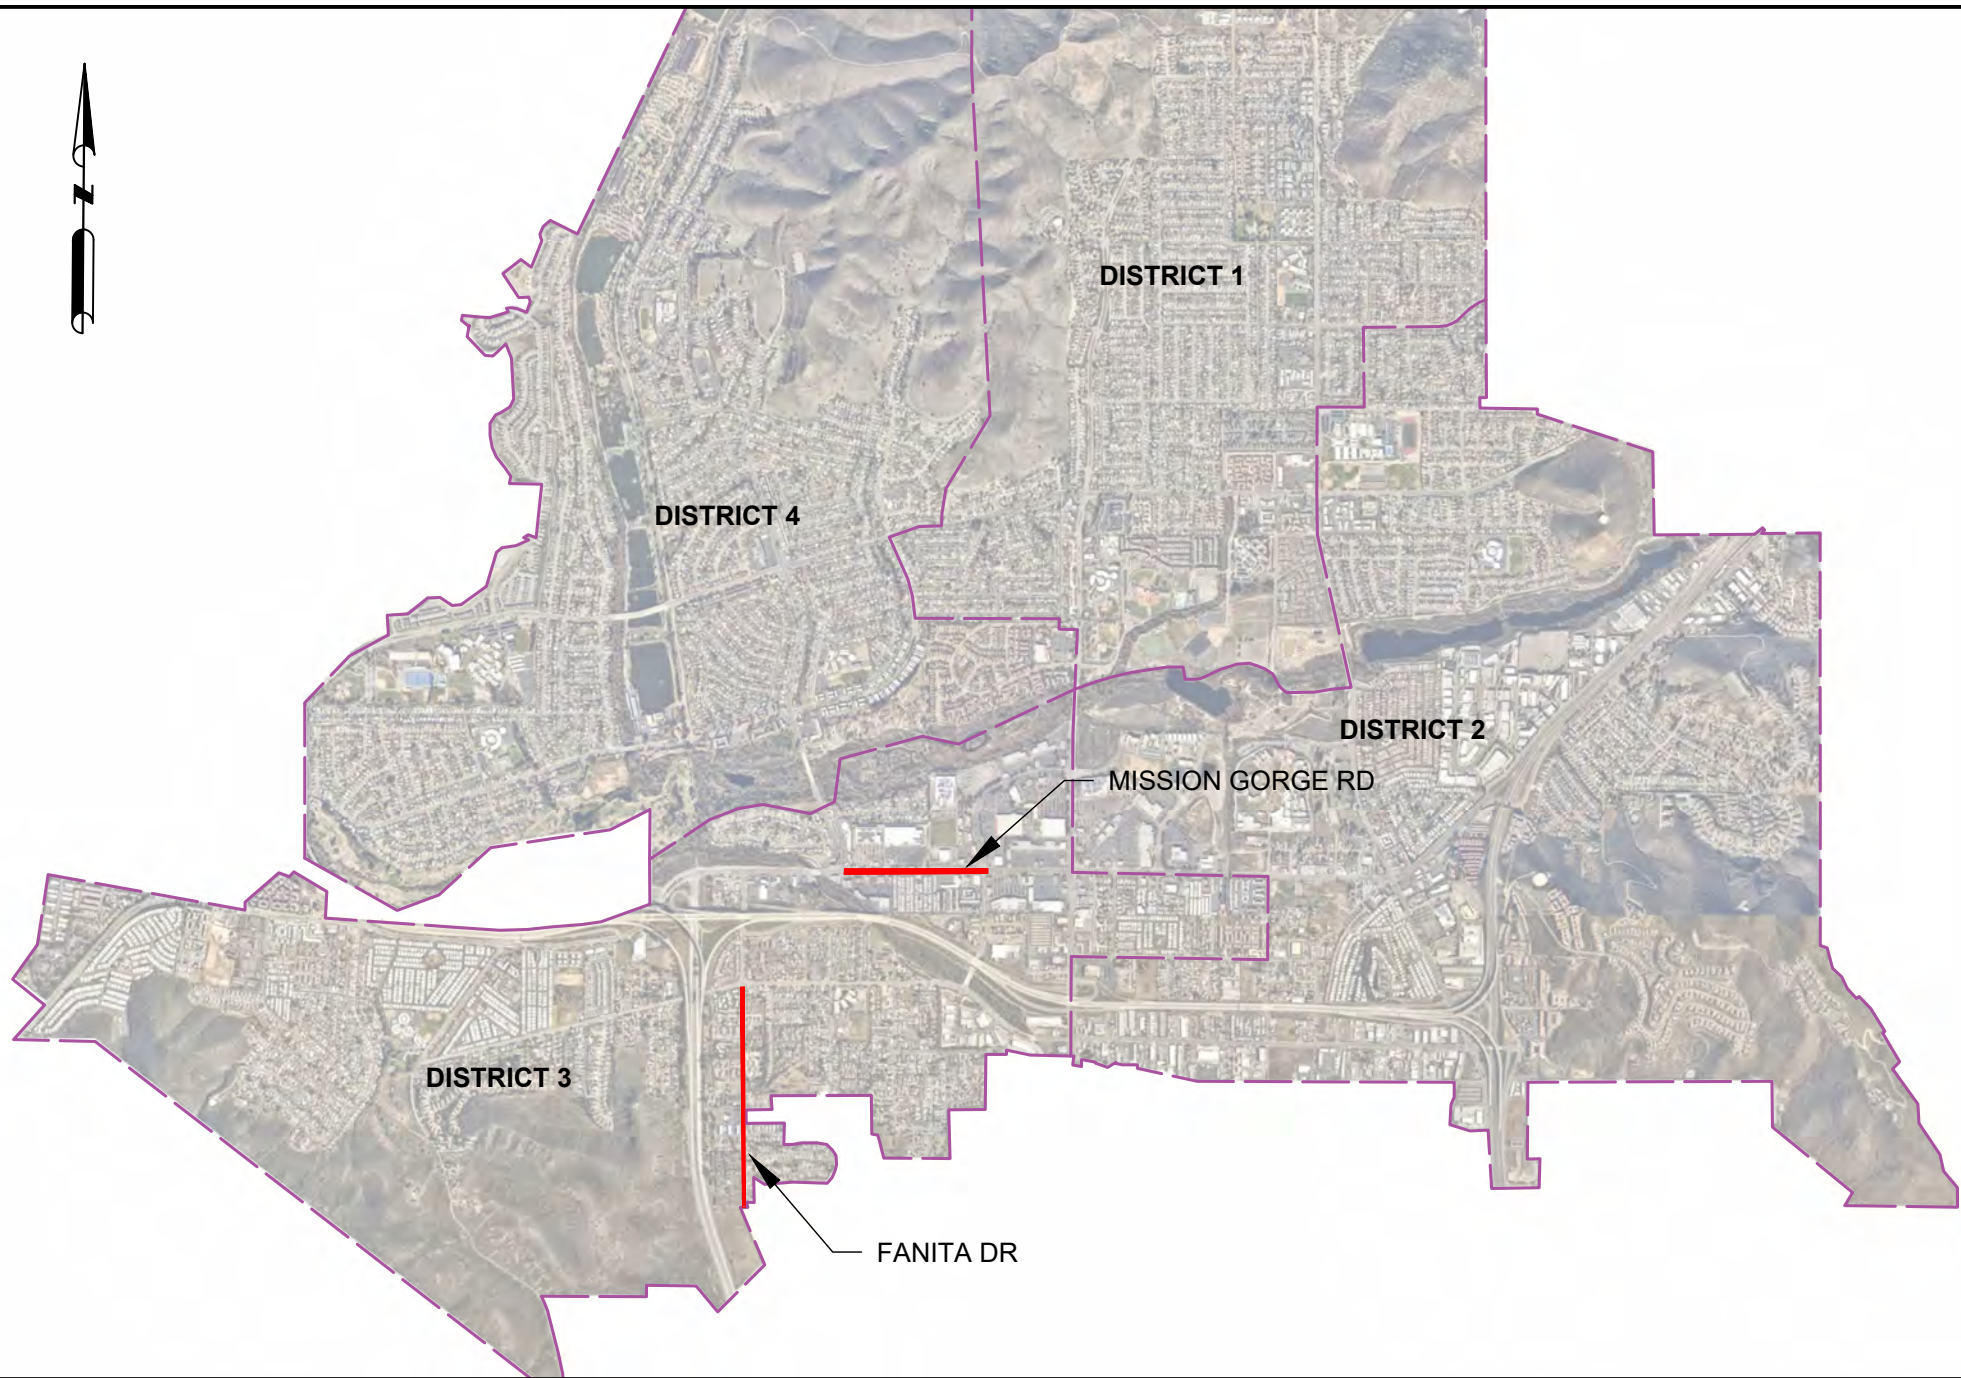 N
DISTRICT 1
DISTRICT 4
DISTRICT 2
MISSION GORGE RD
DISTRICT 3
FANITA DR